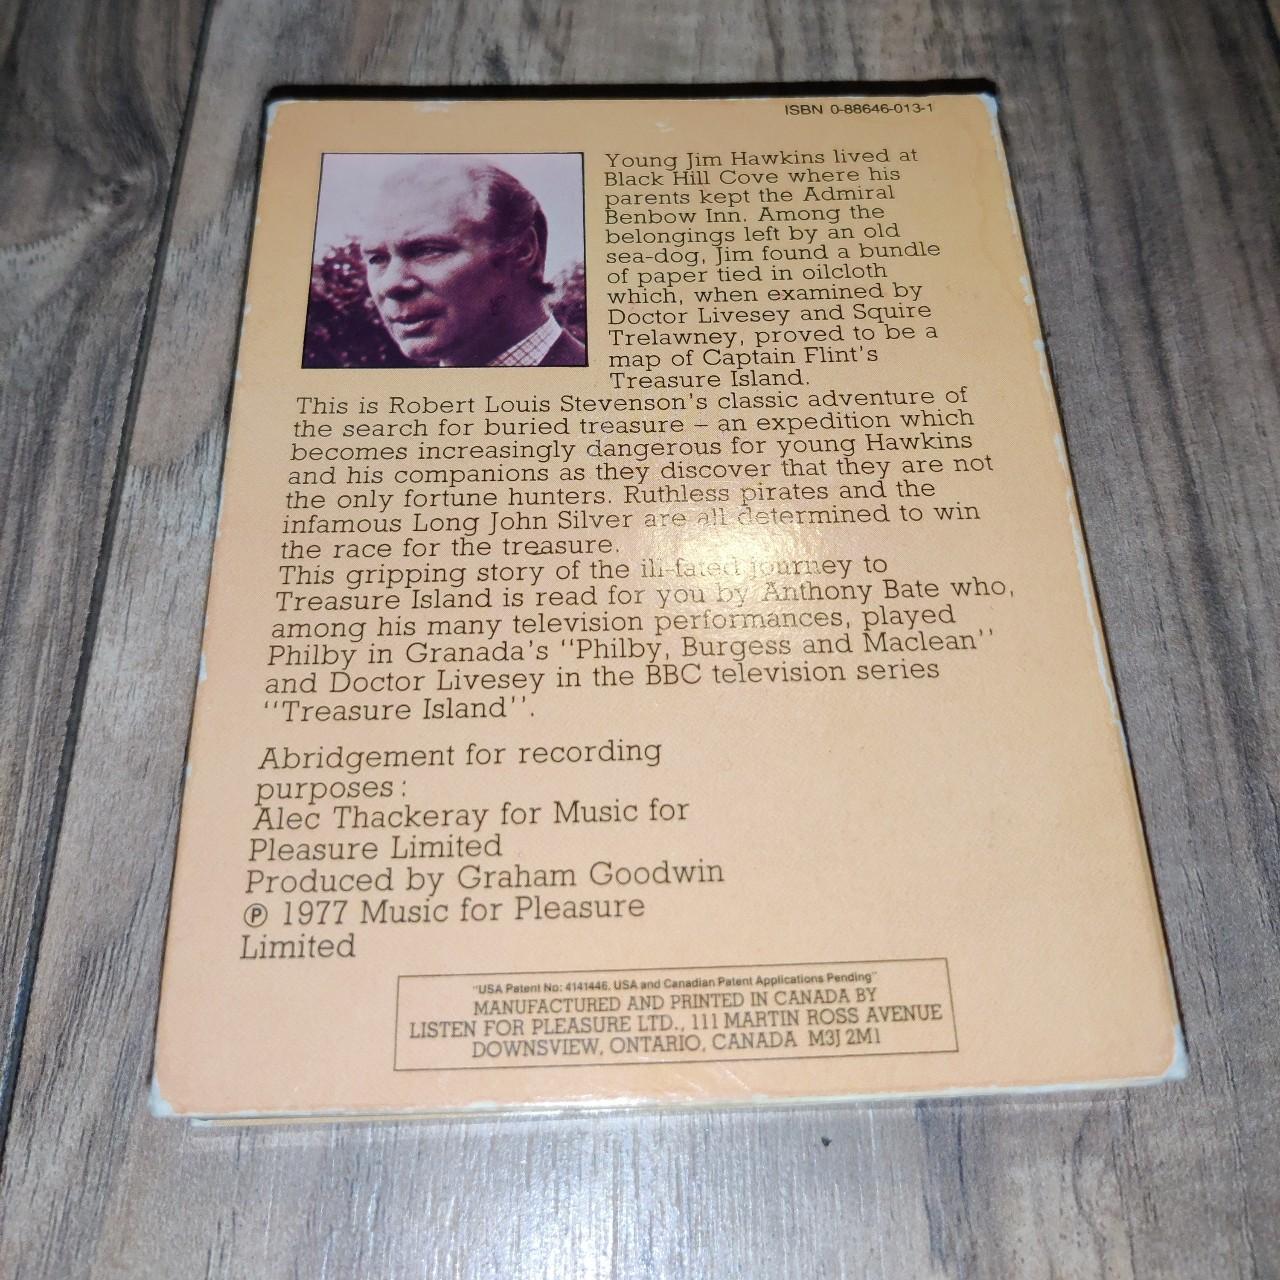 ISBN 0-88646-013-1
Young Jim Hawkins lived at
Black Hill Cove where his
parents kept the Admiral
Benbow Inn. Among the
belongings left by an old
sea-dog, Jim found a bundle
of paper tied in oilcloth
which, when examined by
Doctor Livesey and Squire
Trelawney, proved to be a
map of Captain Flint's
Treasure Island.
This is Robert Louis Stevenson's classic adventure of
the search for buried treasure – an expedition which
becomes increasingly dangerous for young Hawkins
and his companions as they discover that they are not
the only fortune hunters. Ruthless pirates and the
infamous Long John Silver are all determined to win
the race for the treasure.
This gripping story of the ill-fated journey to
Treasure Island is read for you by Anthony Bate who,
among his many television performances, played
Philby in Granada's ''Philby, Burgess and Maclean''
and Doctor Livesey in the BBC television series
''Treasure Island''.
Abridgement for recording
purposes:
Alec Thackeray for Music for
Pleasure Limited
Produced by Graham Goodwin
℗ 1977 Music for Pleasure
Limited
"USA Patent No: 4141446. USA and Canadian Patent Applications Pending"
MANUFACTURED AND PRINTED IN CANADA BY
LISTEN FOR PLEASURE LTD., 111 MARTIN ROSS AVENUE
DOWNSVIEW, ONTARIO, CANADA M3J 2M1